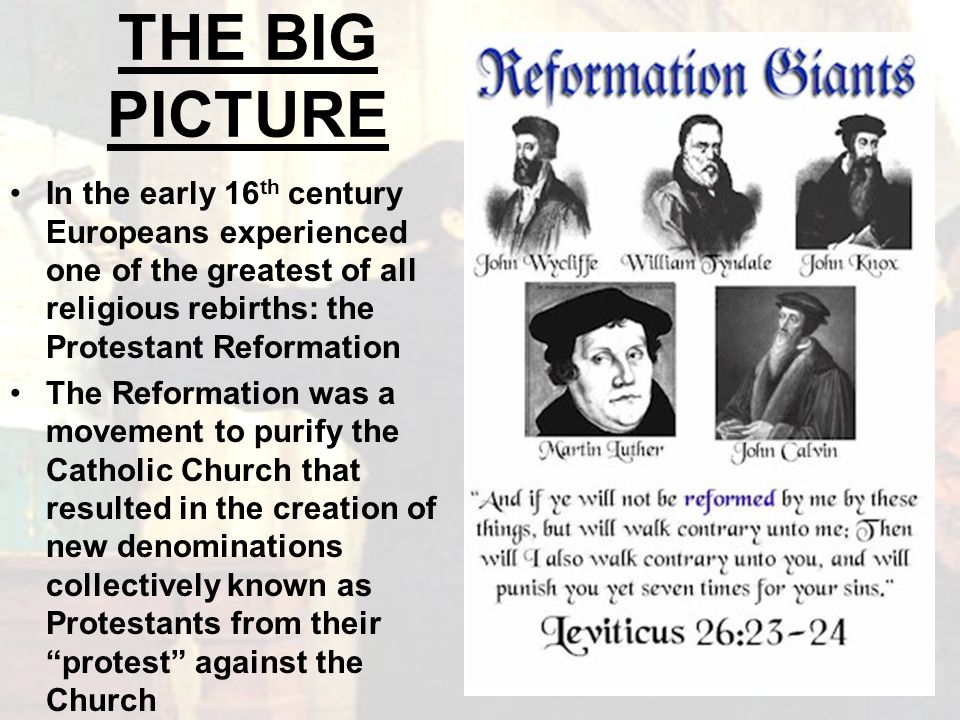 THE BIG
PICTURE
• In the early 16th century
Europeans experienced
one of the greatest of all
religious rebirths: the
Protestant Reformation
• The Reformation was a
movement to purify the
Catholic Church that
resulted in the creation of
new denominations
collectively known as
Protestants from their
“protest” against the
Church
Reformation Giants
John Wycliffe William Tyndale John Knox
Martin Luther John Calvin
“And if ye will not be reformed by me by these
things, but will walk contrary unto me; Then
will I also walk contrary unto you, and will
punish you yet seven times for your sins.”
Leviticus 26:23-24